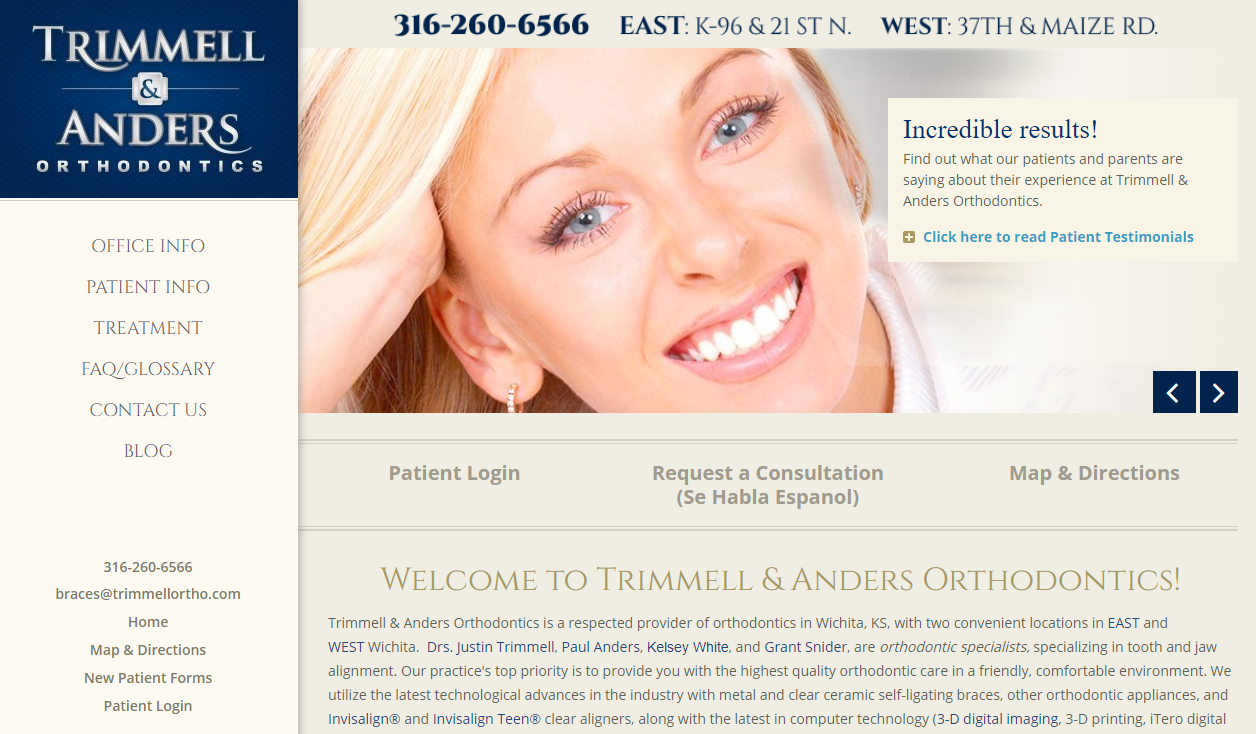 TRIMMELL
&
ANDERS
ORTHODONTICS
316-260-6566 EAST: K-96 & 21 ST N. WEST: 37TH & MAIZE RD.
OFFICE INFO
PATIENT INFO
TREATMENT
FAQ/GLOSSARY
CONTACT US
BLOG
316-260-6566
braces@trimmellortho.com
Home
Map & Directions
New Patient Forms
Patient Login
Incredible results!
Find out what our patients and parents are
saying about their experience at Trimmell &
Anders Orthodontics.
Click here to read Patient Testimonials
Patient Login
Request a Consultation
(Se Habla Espanol)
Map & Directions
WELCOME TO TRIMMELL & ANDERS ORTHODONTICS!
Trimmell & Anders Orthodontics is a respected provider of orthodontics in Wichita, KS, with two convenient locations in EAST and
WEST Wichita. Drs. Justin Trimmell, Paul Anders, Kelsey White, and Grant Snider, are orthodontic specialists, specializing in tooth and jaw
alignment. Our practice's top priority is to provide you with the highest quality orthodontic care in a friendly, comfortable environment. We
utilize the latest technological advances in the industry with metal and clear ceramic self-ligating braces, other orthodontic appliances, and
Invisalign® and Invisalign Teen® clear aligners, along with the latest in computer technology (3-D digital imaging, 3-D printing, iTero digital